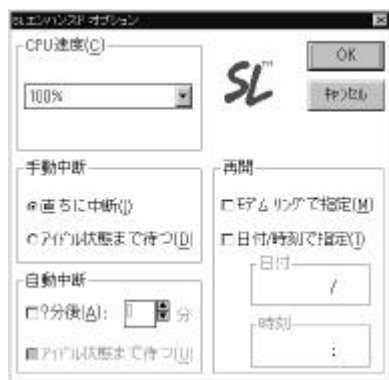 SLエンハンスド オプション
CPU速度(C)
100%
SL
OK
キャンセル
手動中断
直ちに中断(I)
アイドル状態まで待つ(D)
自動中断
分後(A):
0
分
アイドル状態まで待つ(U)
再開
モデムリングで指定(M)
日付/時刻で指定(T)
日付
/
時刻
: